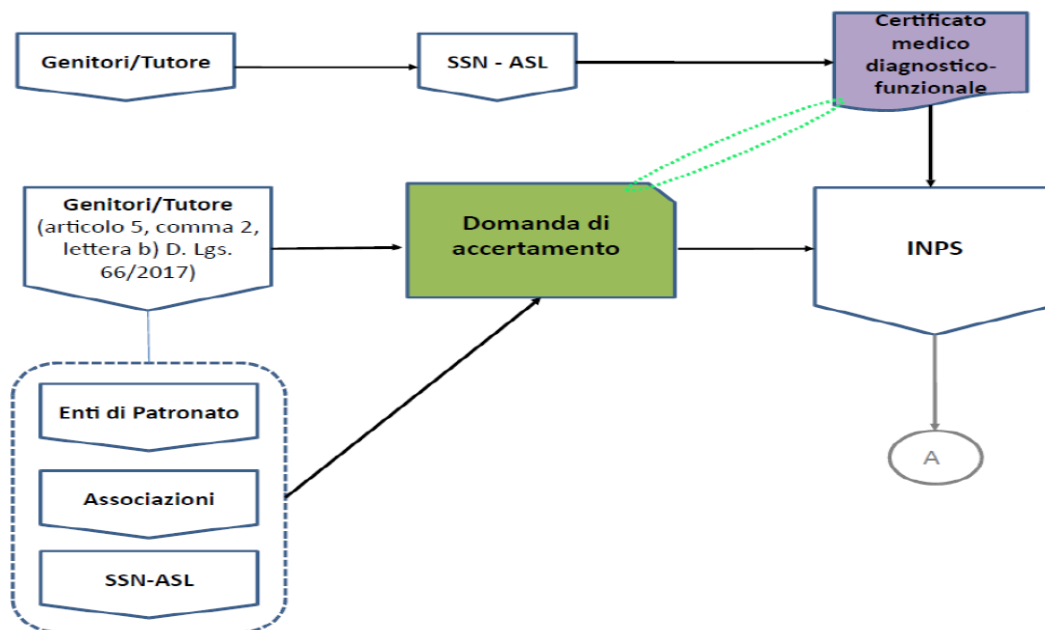 Genitori/Tutore
SSN - ASL
Certificato
medico
diagnostico-
funzionale
Genitori/Tutore
(articolo 5, comma 2,
lettera b) D. Lgs.
66/2017)
Domanda di
accertamento
INPS
Enti di Patronato
Associazioni
SSN-ASL
A